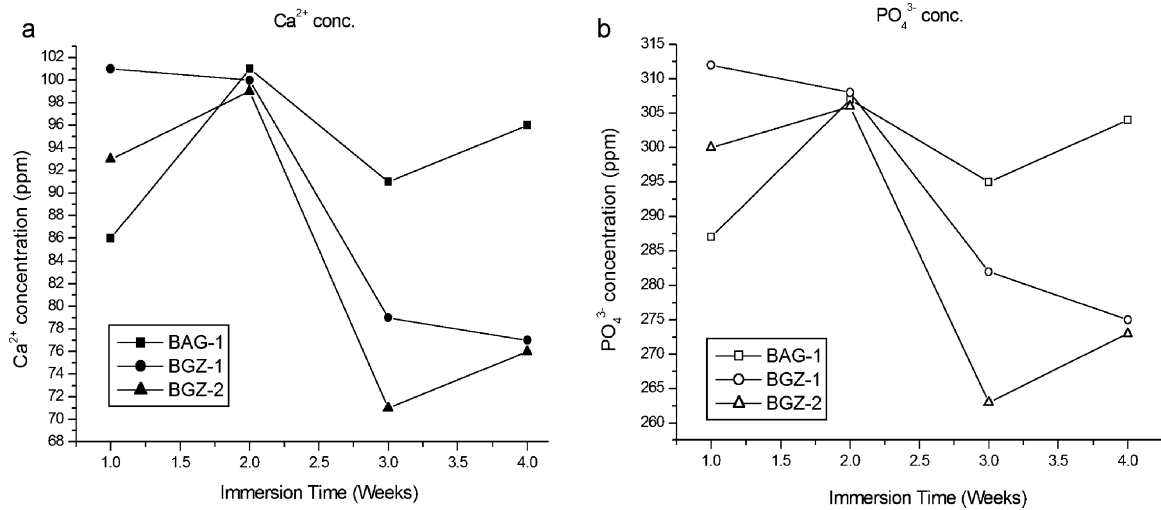 a
Ca²⁺ conc.
102
100
98
96
94
92
90
88
86
84
82
80
78
76
74
72
70
68
Ca²⁺ concentration (ppm)
BAG-1
BGZ-1
BGZ-2
1.0 1.5 2.0 2.5 3.0 3.5 4.0
Immersion Time (Weeks)
b
PO₄³⁻ conc.
315
310
305
300
295
290
285
280
275
270
265
260
PO₄³⁻ concentration (ppm)
BAG-1
BGZ-1
BGZ-2
1.0 1.5 2.0 2.5 3.0 3.5 4.0
Immersion Time (Weeks)